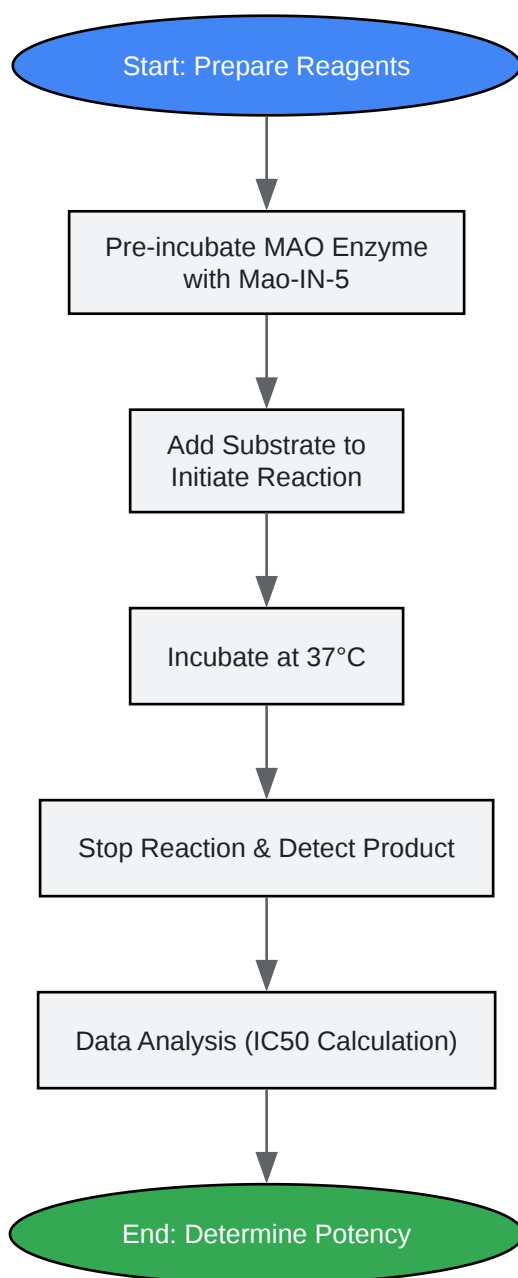 Start: Prepare Reagents
Pre-incubate MAO Enzyme
with Mao-IN-5
Add Substrate to
Initiate Reaction
Incubate at 37°C
Stop Reaction & Detect Product
Data Analysis (IC50 Calculation)
End: Determine Potency